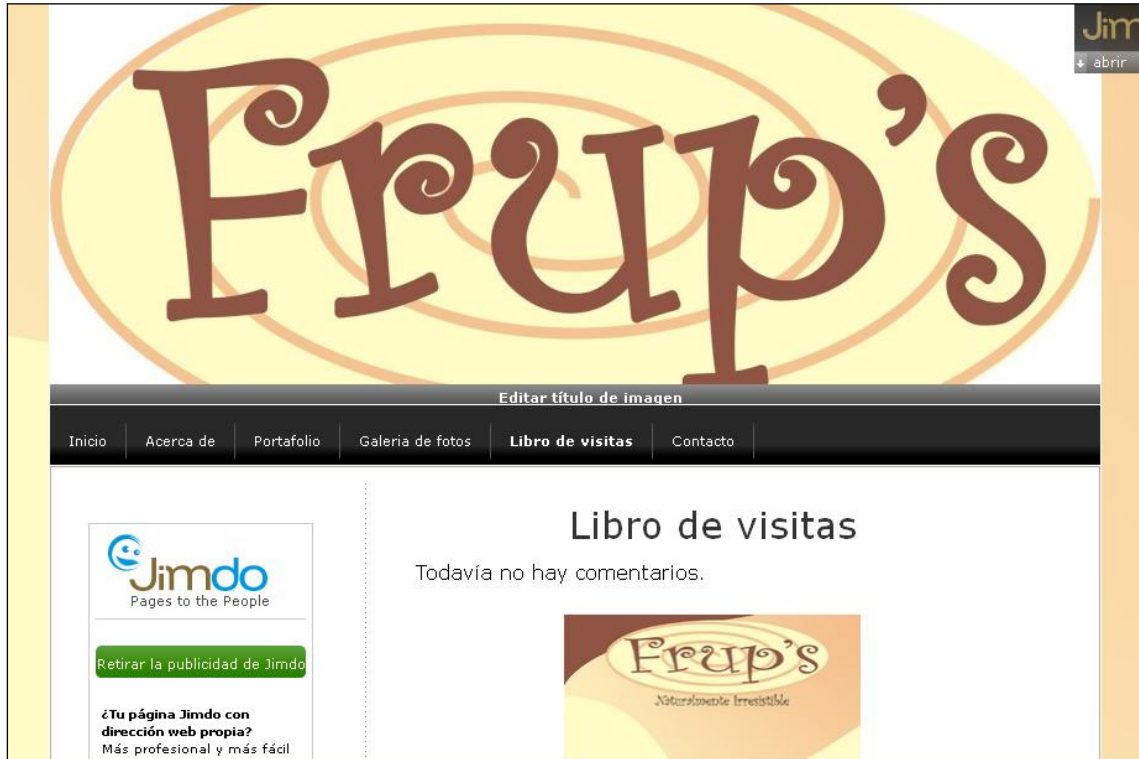 Frup's
Jim
abrir
Editar título de imagen
Inicio Acerca de Portafolio Galeria de fotos Libro de visitas Contacto
Libro de visitas
Todavía no hay comentarios.
Jimdo
Pages to the People
Retirar la publicidad de Jimdo
¿Tu página Jimdo con
dirección web propia?
Más profesional y más fácil
Frup's
Naturalmente Irresistible